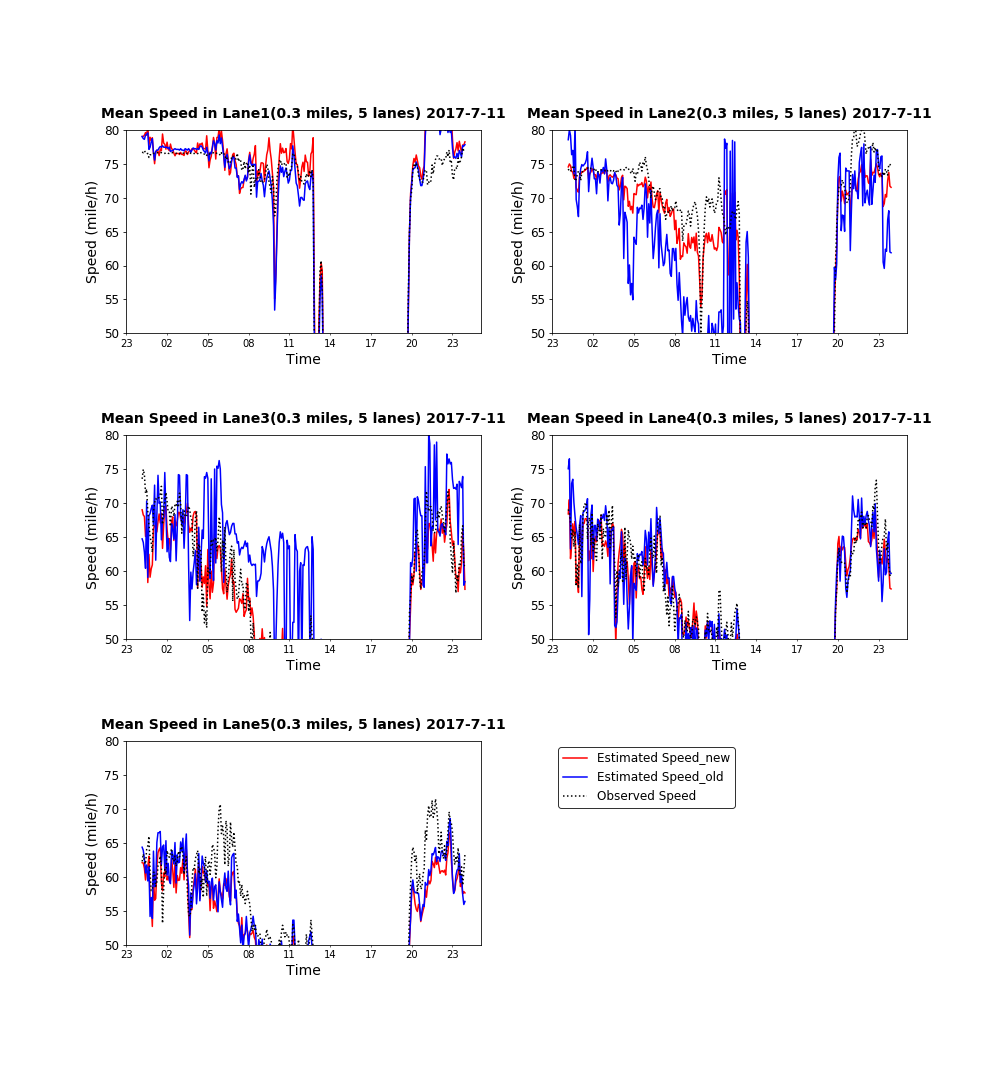 Mean Speed in Lane1(0.3 miles, 5 lanes) 2017-7-11
80
75
70
65
60
55
50
Speed (mile/h)
23 02 05 08 11 14 17 20 23
Time
Mean Speed in Lane2(0.3 miles, 5 lanes) 2017-7-11
80
75
70
65
60
55
50
Speed (mile/h)
23 02 05 08 11 14 17 20 23
Time
Mean Speed in Lane3(0.3 miles, 5 lanes) 2017-7-11
80
75
70
65
60
55
50
Speed (mile/h)
23 02 05 08 11 14 17 20 23
Time
Mean Speed in Lane4(0.3 miles, 5 lanes) 2017-7-11
80
75
70
65
60
55
50
Speed (mile/h)
23 02 05 08 11 14 17 20 23
Time
Mean Speed in Lane5(0.3 miles, 5 lanes) 2017-7-11
80
75
70
65
60
55
50
Speed (mile/h)
23 02 05 08 11 14 17 20 23
Time
Estimated Speed_new
Estimated Speed_old
Observed Speed